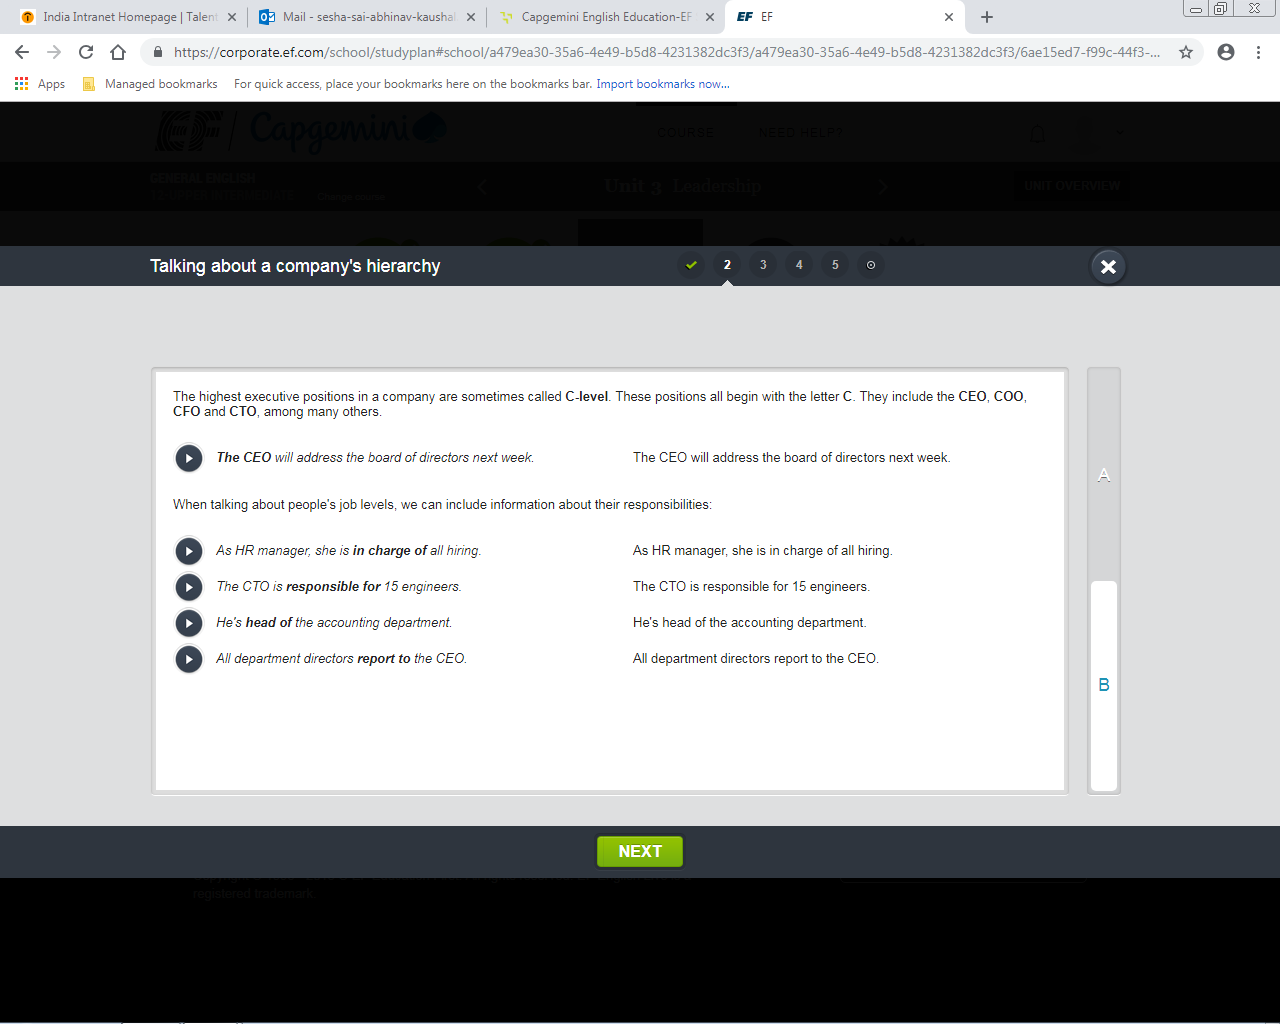 India Intranet Homepage | Talent
Mail - sesha-sai-abhinav-kaushal
Capgemini English Education-EF
EF EF
https://corporate.ef.com/school/studyplan#school/a479ea30-35a6-4e49-b5d8-4231382dc3f3/a479ea30-35a6-4e49-b5d8-4231382dc3f3/6ae15ed7-f99c-44f3-...
Apps Managed bookmarks For quick access, place your bookmarks here on the bookmarks bar. Import bookmarks now...
EF Capgemini COURSE NEED HELP?
GENERAL ENGLISH
Unit 3 Leadership UNIT OVERVIEW
Change course
Talking about a company's hierarchy 2 3 4 5
The highest executive positions in a company are sometimes called C-level. These positions all begin with the letter C. They include the CEO, COO,
CFO and CTO, among many others.
The CEO will address the board of directors next week. The CEO will address the board of directors next week.
A
When talking about people's job levels, we can include information about their responsibilities:
As HR manager, she is in charge of all hiring. As HR manager, she is in charge of all hiring.
The CTO is responsible for 15 engineers. The CTO is responsible for 15 engineers.
He's head of the accounting department. He's head of the accounting department.
All department directors report to the CEO. All department directors report to the CEO.
B
NEXT
registered trademark